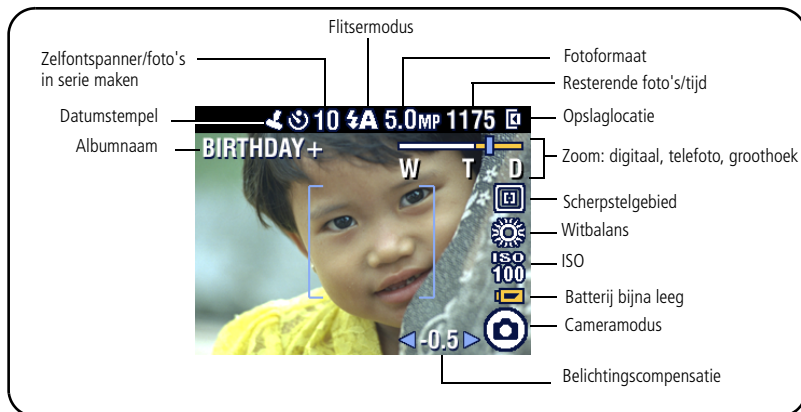 Flitsermodus
Zelfontspanner/foto's
in serie maken
Fotoformaat
Resterende foto's/tijd
Datumstempel
10 A 5.0MP 1175
Opslaglocatie
Albumnaam
BIRTHDAY+
W T D
Zoom: digitaal, telefoto, groothoek
Scherpstelgebied
Witbalans
ISO
100
ISO
Batterij bijna leeg
Cameramodus
-0.5
Belichtingscompensatie